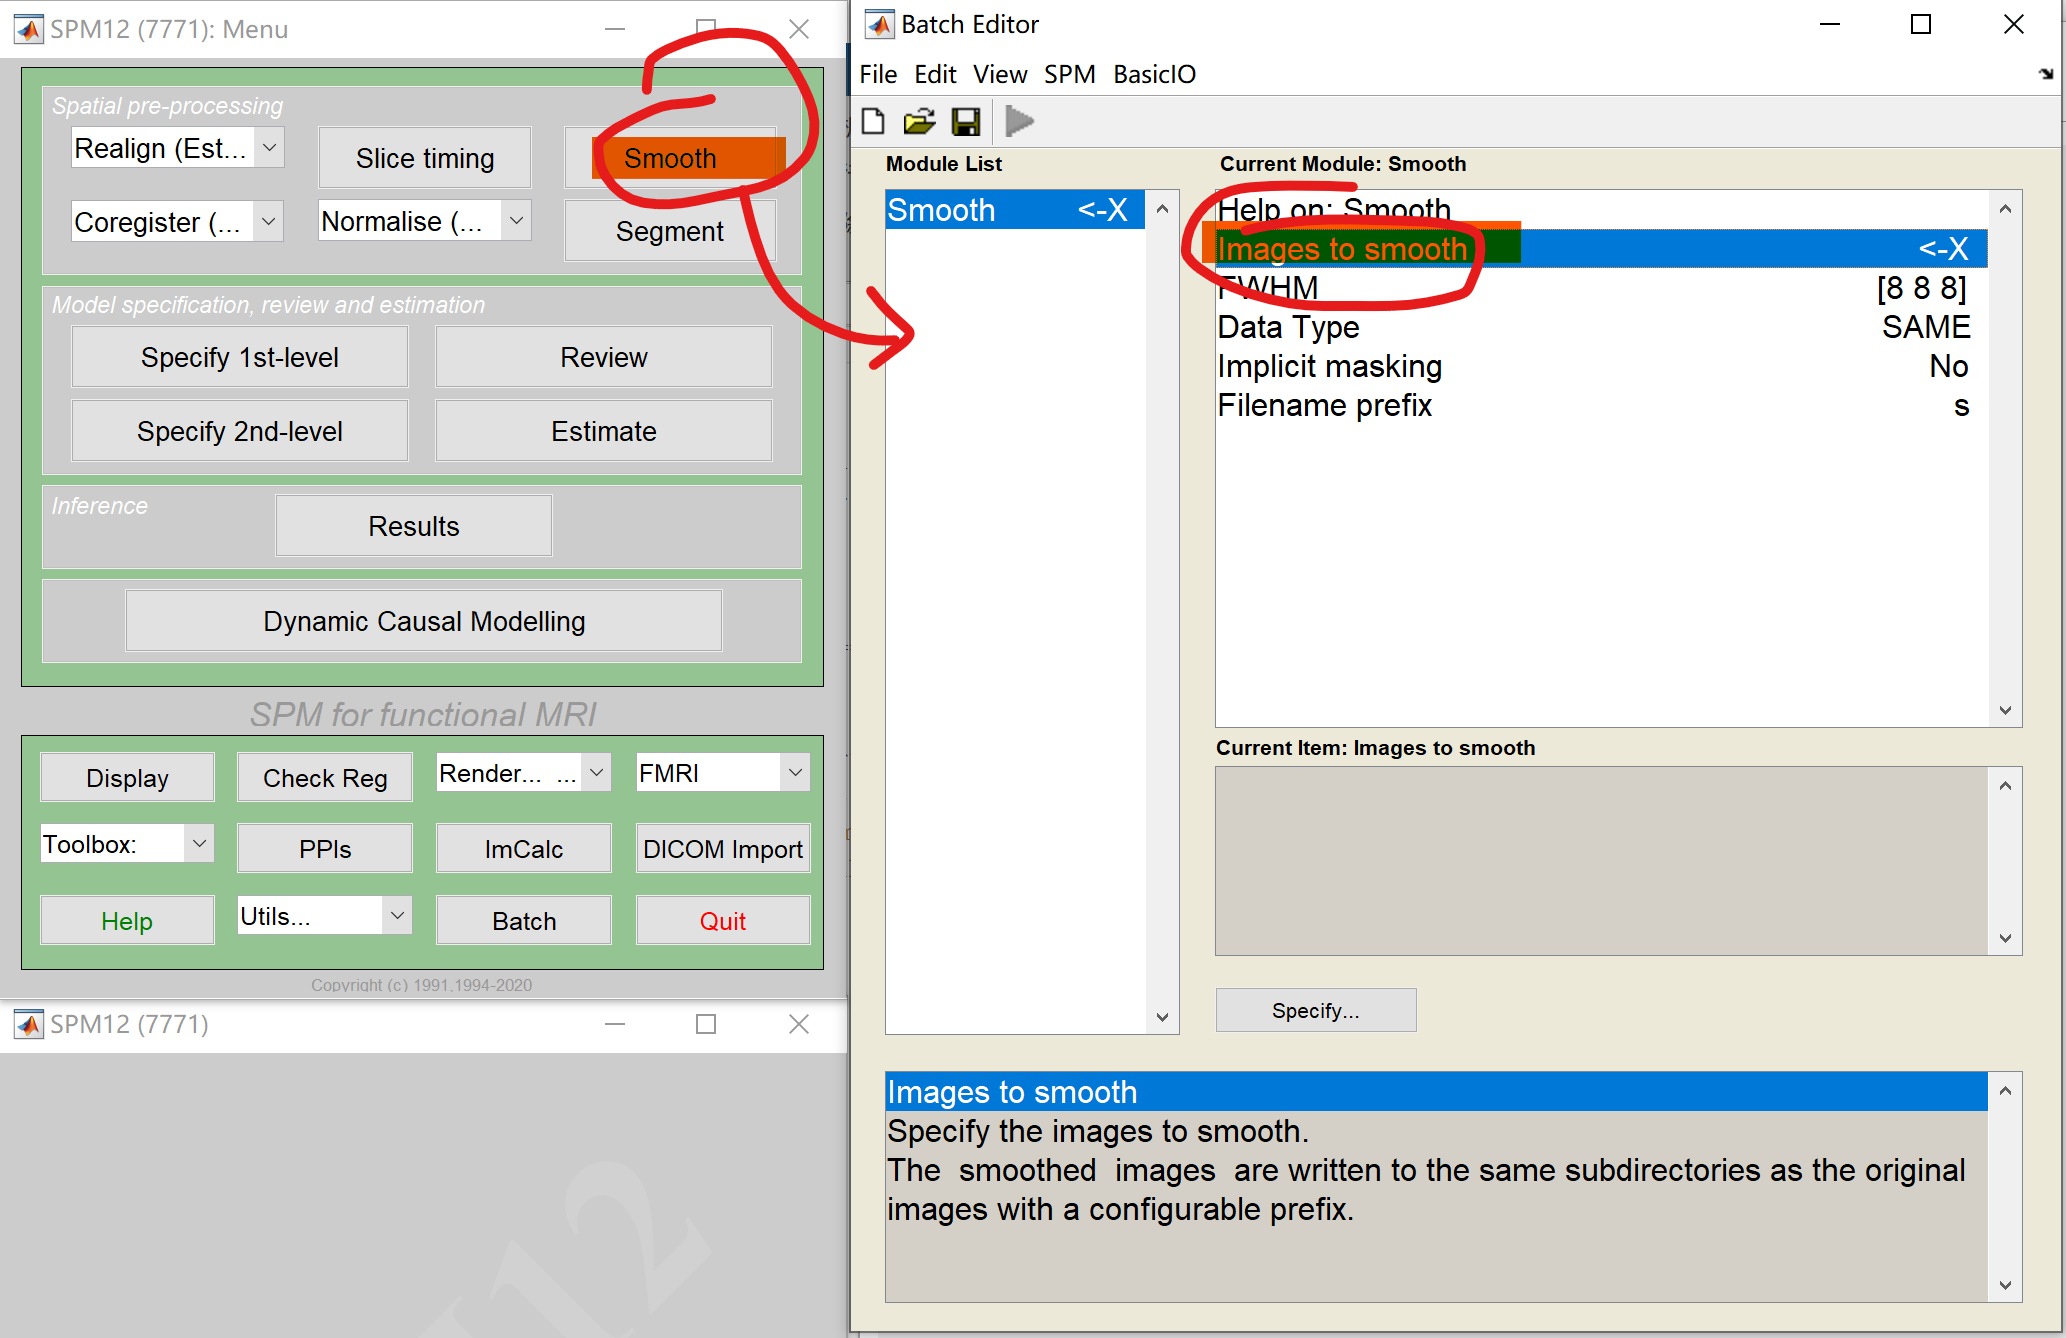 SPM12 (7771): Menu
Spatial pre-processing
Realign (Est...
Slice timing
Smooth
Coregister (...
Normalise (...
Segment
Model specification, review and estimation
Specify 1st-level
Review
Specify 2nd-level
Estimate
Inference
Results
Dynamic Causal Modelling
SPM for functional MRI
Display
Check Reg
Render... ...
FMRI
Toolbox:
PPIs
ImCalc
DICOM Import
Help
Utils...
Batch
Quit
Copyright (c) 1991,1994-2020
SPM12 (7771)
Batch Editor
File Edit View SPM BasicIO
Module List
Smooth <-X
Current Module: Smooth
Help on: Smooth
Images to smooth <-X
FWHM [8 8 8]
Data Type SAME
Implicit masking No
Filename prefix s
Current Item: Images to smooth
Specify...
Images to smooth
Specify the images to smooth.
The smoothed images are written to the same subdirectories as the original
images with a configurable prefix.